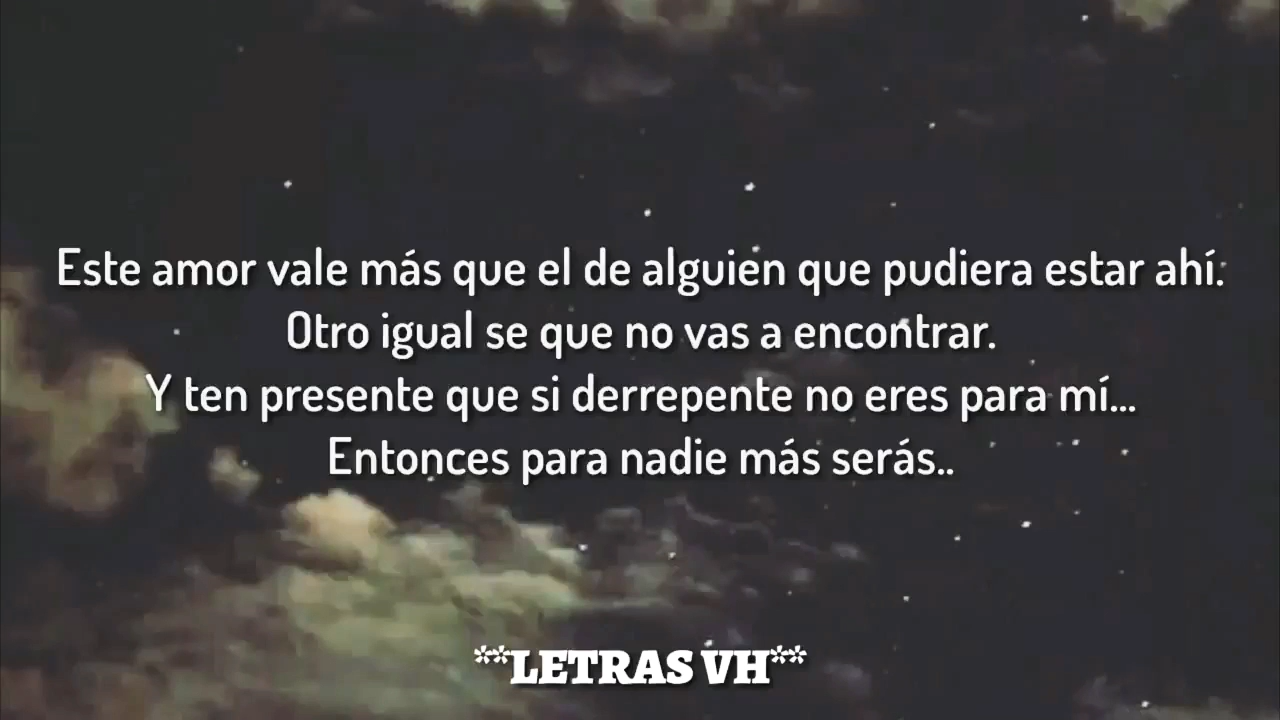 Este amor vale más que el de alguien que pudiera estar ahí.
Otro igual se que no vas a encontrar.
Y ten presente que si derrepente no eres para mí...
Entonces para nadie más serás..
**LETRAS VH**